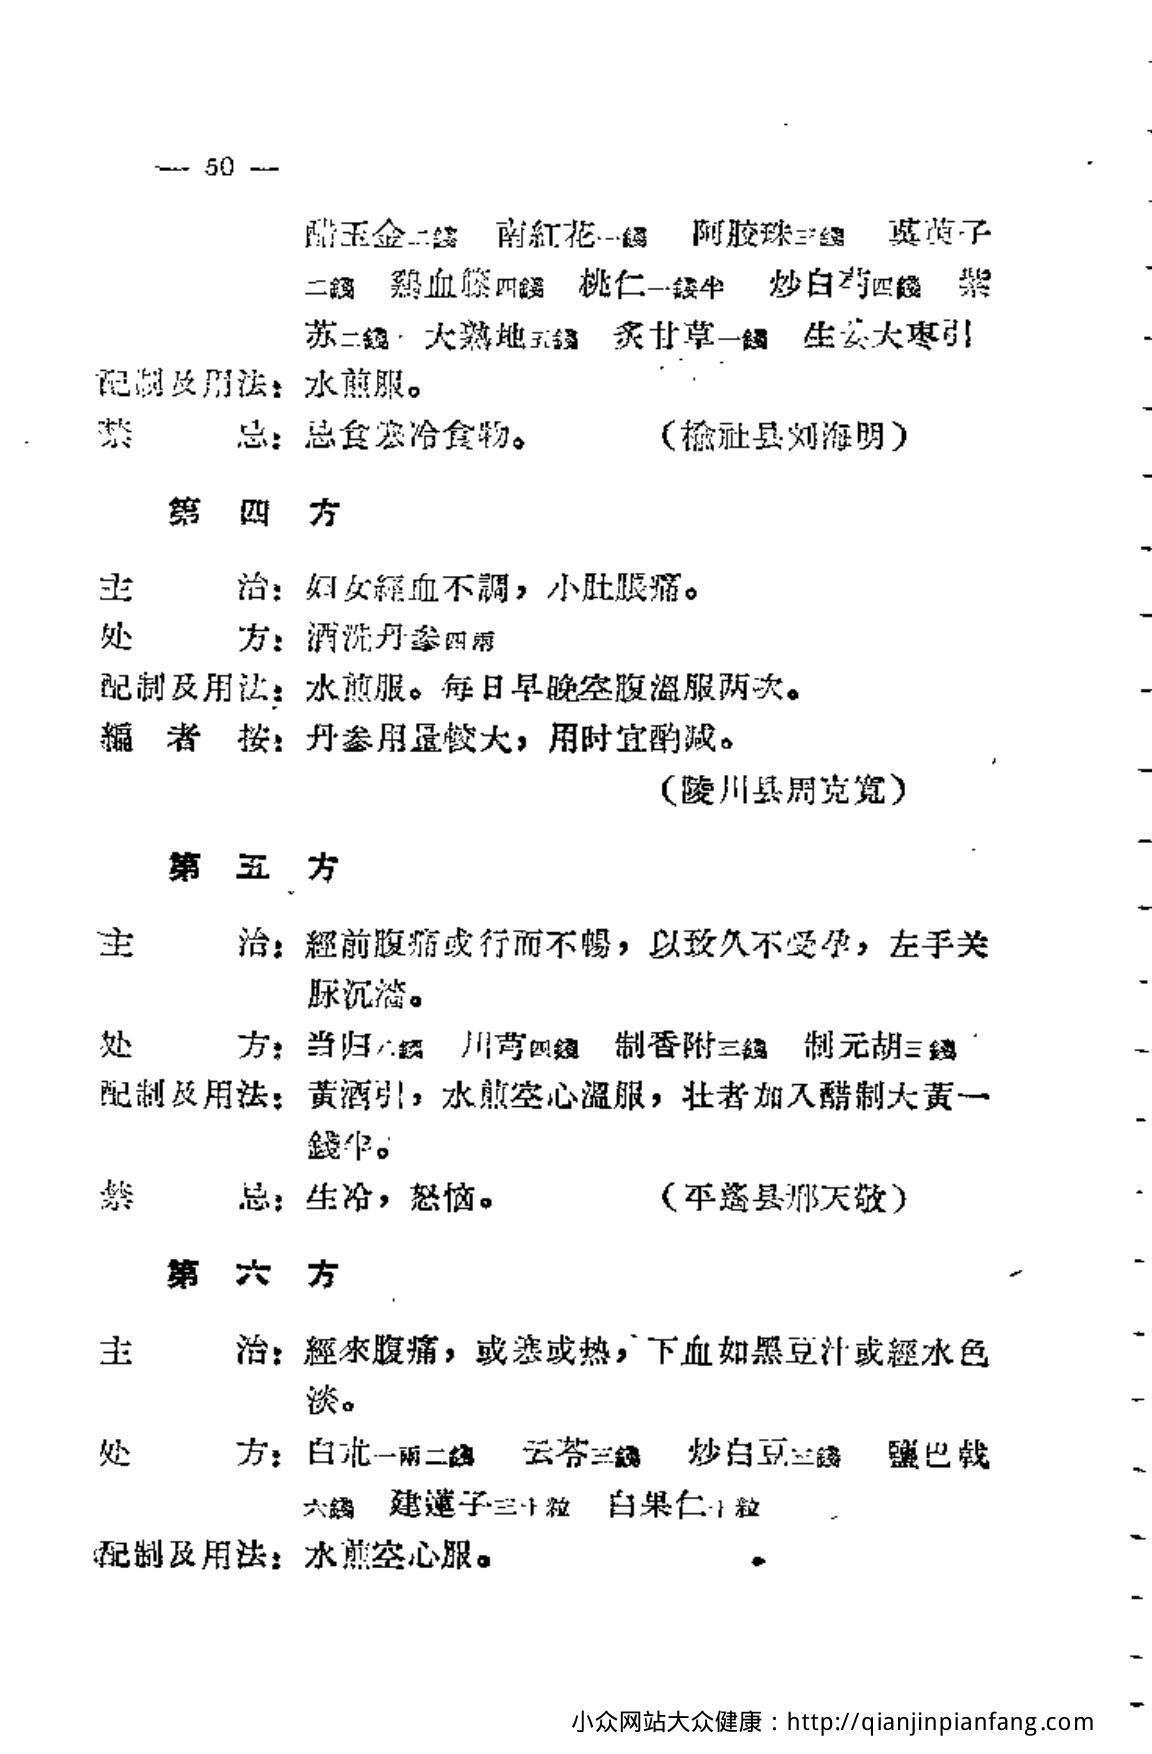 — 50 —
醋玉金二錢　南紅花一錢　阿胶珠三錢　蓃荑子
二錢　鷄血籐四錢　桃仁一錢半　炒白芍四錢　紫
苏二錢　大熟地五錢　炙甘草一錢　生姜大枣引
配制及用法：水煎服。
禁　　　忌：忌食寒冷食物。　　　（榆社县刘海明）
第　四　方
主　　　治：妇女經血不調，小肚脹痛。
处　　　方：酒洗丹參四兩
配制及用法：水煎服。每日早晚空腹溫服两次。
編　者　按：丹参用量較大，用时宜酌减。
（陵川县周克寬）
第　五　方
主　　　治：經前腹痛或行而不暢，以致久不受孕，左手关
脉沉濇。
处　　　方：当归八錢　川芎四錢　制香附三錢　制元胡三錢
配制及用法：黃酒引，水煎空心溫服，壮者加入醋制大黃一
錢半。
禁　　　忌：生冷，怒恼。　　　（平遙县邢天敬）
第　六　方
主　　　治：經來腹痛，或寒或热，下血如黑豆汁或經水色
淡。
处　　　方：白朮一兩二錢　云苓三錢　炒白豆三錢　鹽巴戟
六錢　建蓮子三十粒　白果仁十粒
配制及用法：水煎空心服。
小众网站大众健康：http://qianjinpianfang.com